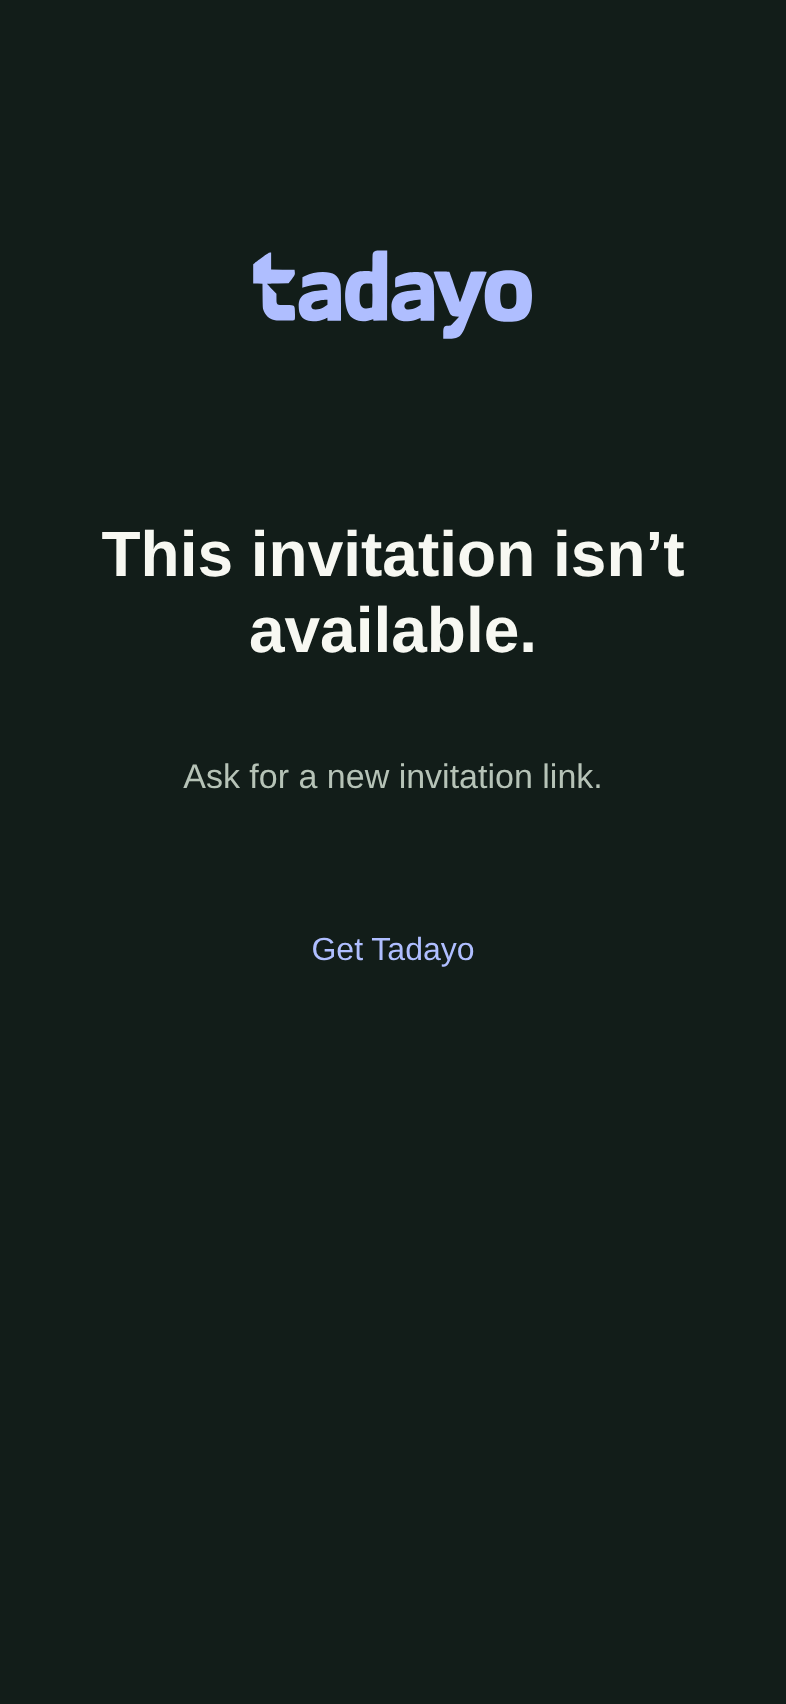 tadayo
This invitation isn’t
available.
Ask for a new invitation link.
Get Tadayo